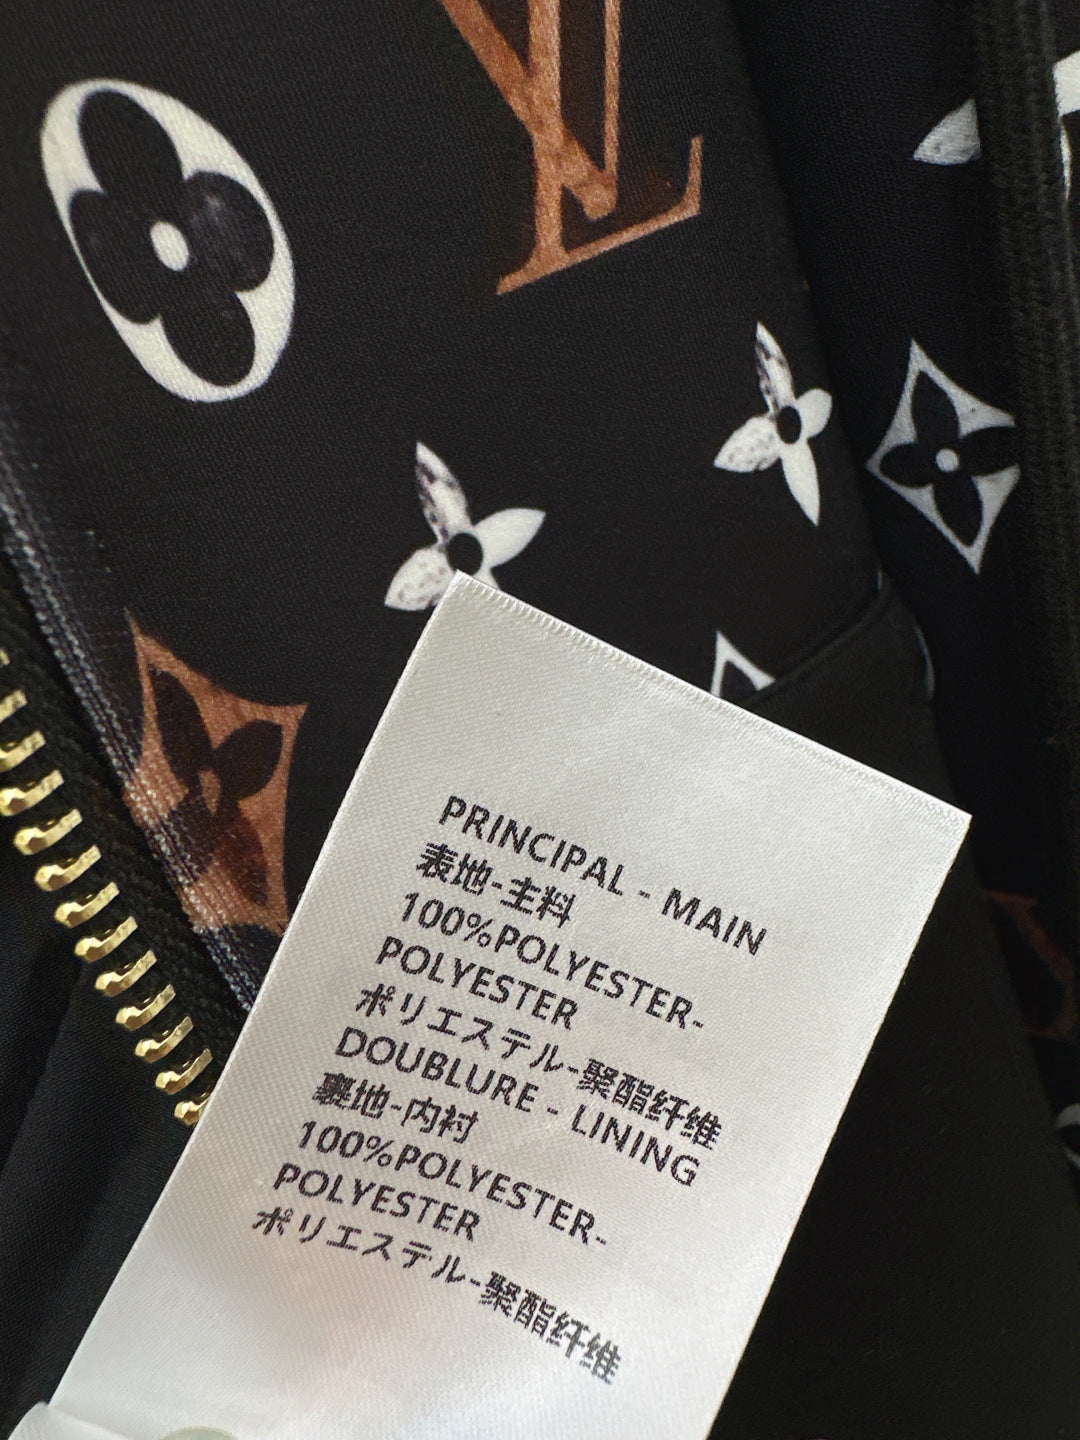 PRINCIPAL - MAIN
表地-主料
100%POLYESTER-
POLYESTER
ポリエステル-聚酯纤维
DOUBLURE - LINING
裏地-内衬
100%POLYESTER-
POLYESTER
ポリエステル-聚酯纤维